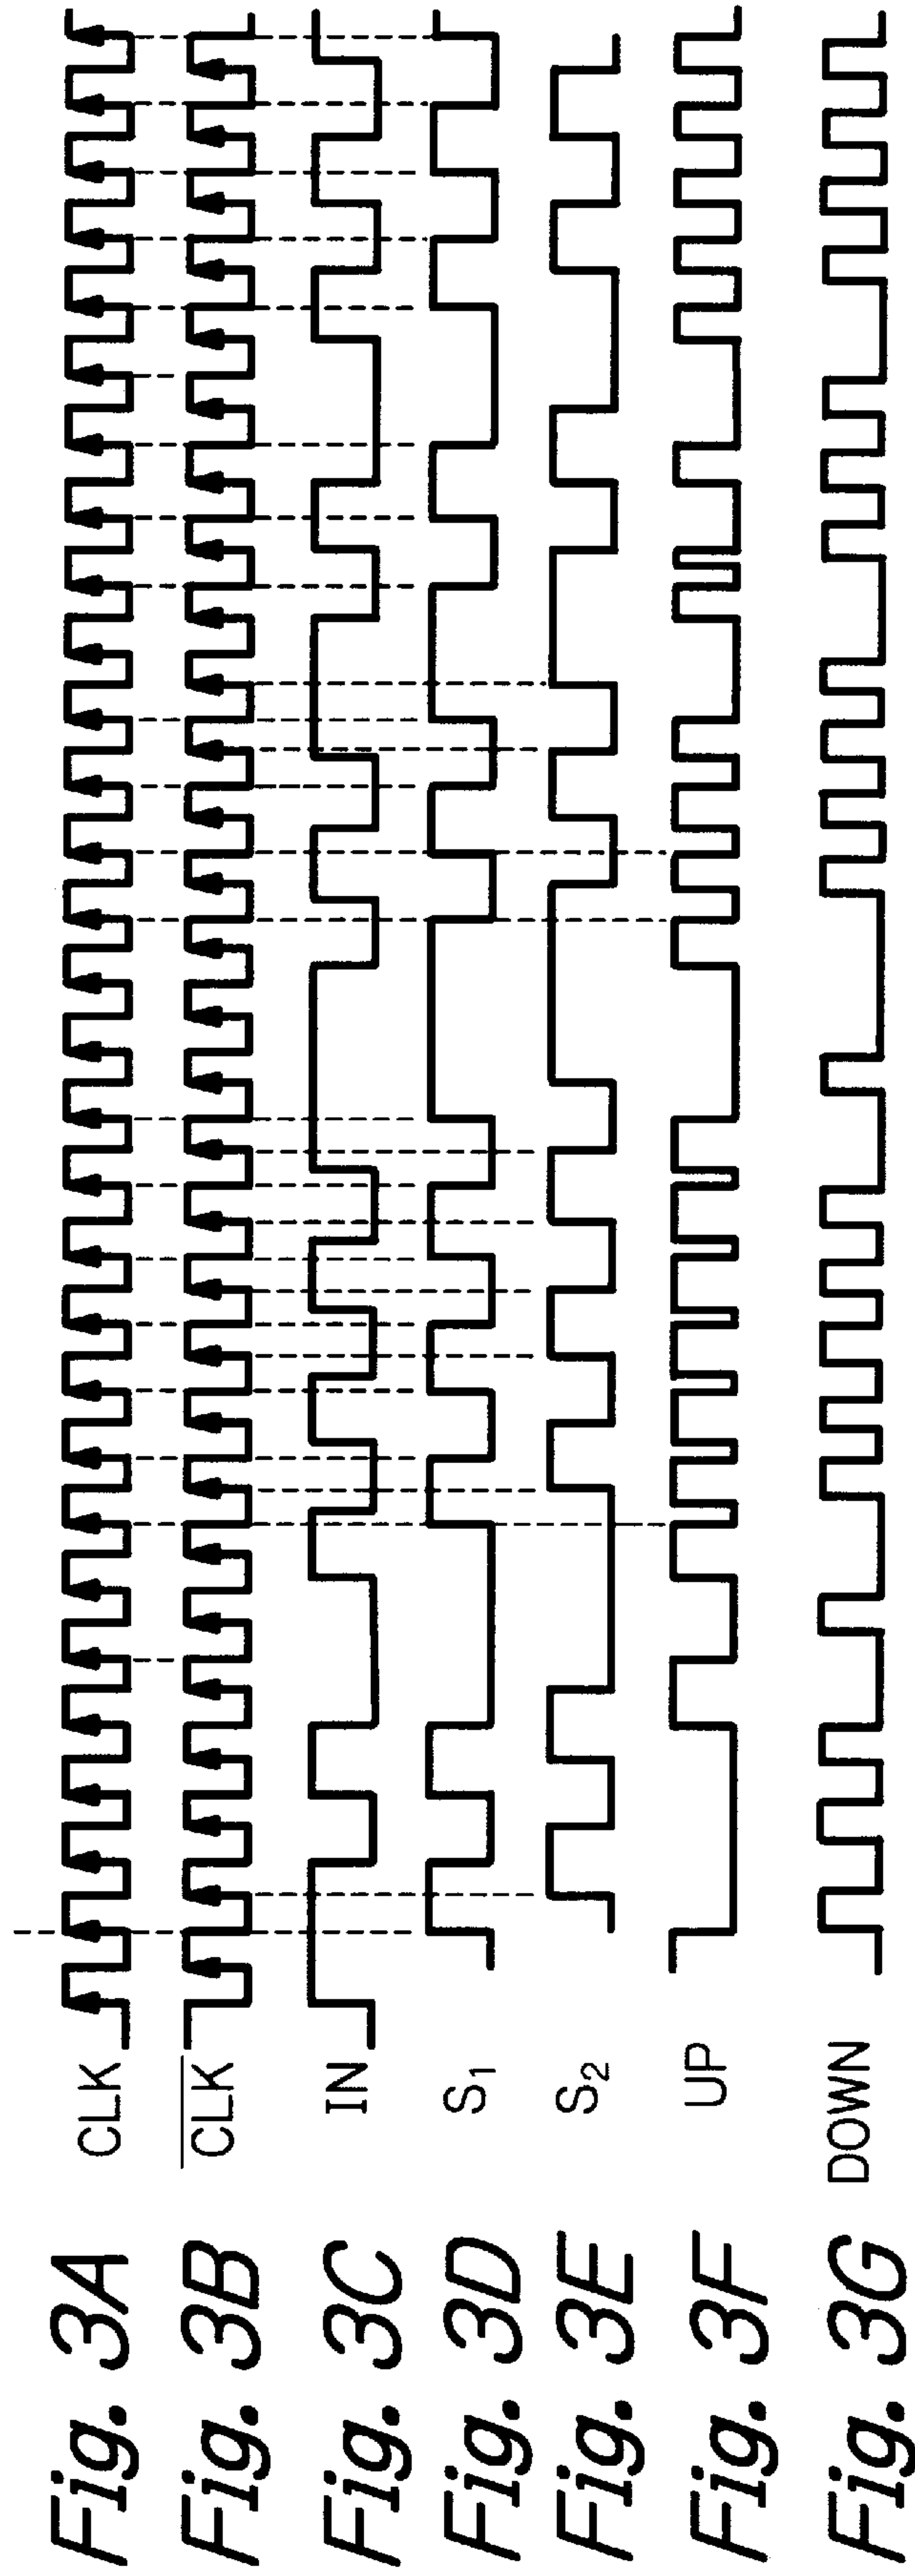 Fig. 3A CLK
Fig. 3B CLK
Fig. 3C IN
Fig. 3D S1
Fig. 3E S2
Fig. 3F UP
Fig. 3G DOWN